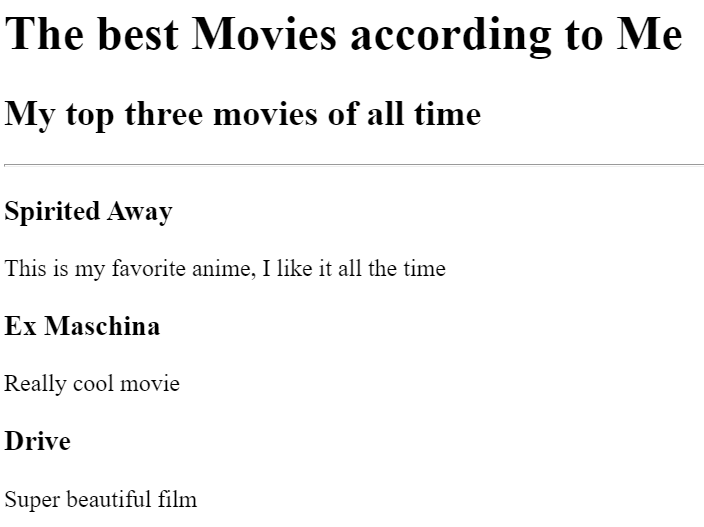 The best Movies according to Me
My top three movies of all time
Spirited Away
This is my favorite anime, I like it all the time
Ex Maschina
Really cool movie
Drive
Super beautiful film